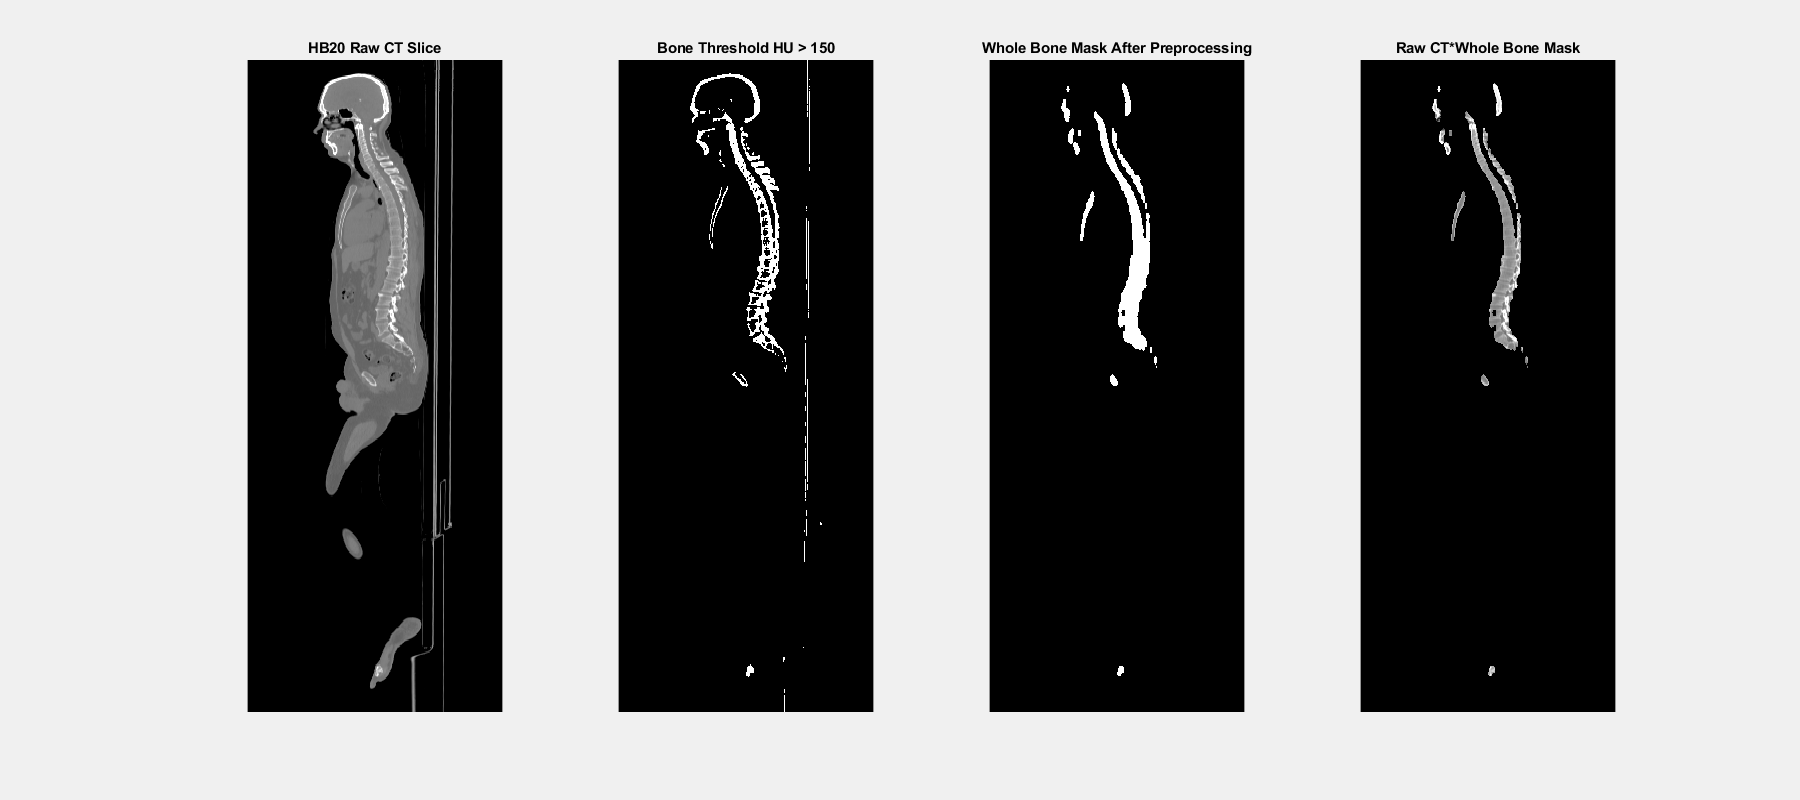 HB20 Raw CT Slice
Bone Threshold HU > 150
Whole Bone Mask After Preprocessing
Raw CT*Whole Bone Mask